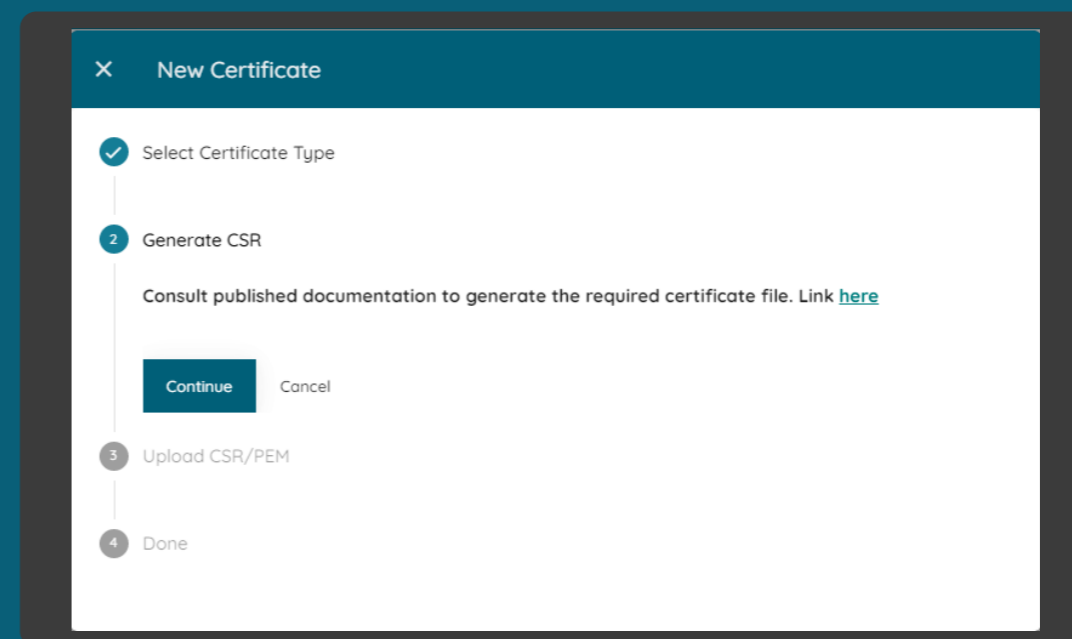 New Certificate
Select Certificate Type
2 Generate CSR
Consult published documentation to generate the required certificate file. Link here
Continue Cancel
3 Upload CSR/PEM
4 Done